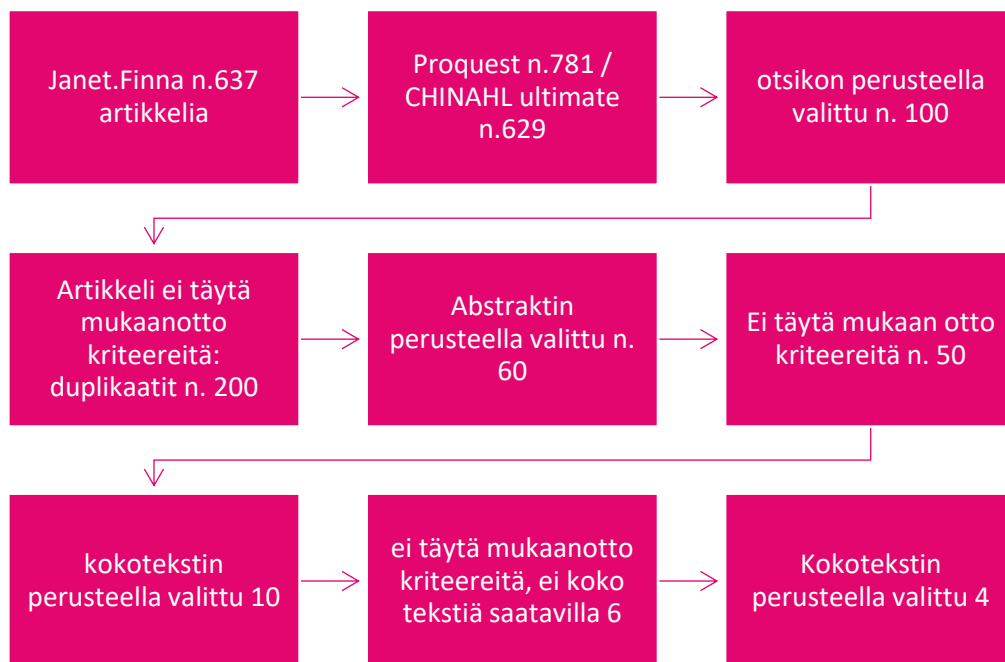 Janet.Finna n.637
artikkelia
Proquest n.781 /
CHINAHL ultimate
n.629
otsikon perusteella
valittu n. 100
Artikkeli ei täytä
mukaanotto
kriteereitä:
duplikaatit n. 200
Abstraktin
perusteella valittu n.
60
Ei täytä mukaan otto
kriteereitä n. 50
kokotekstin
perusteella valittu 10
ei täytä mukaanotto
kriteereitä, ei koko
tekstiä saatavilla 6
Kokotekstin
perusteella valittu 4